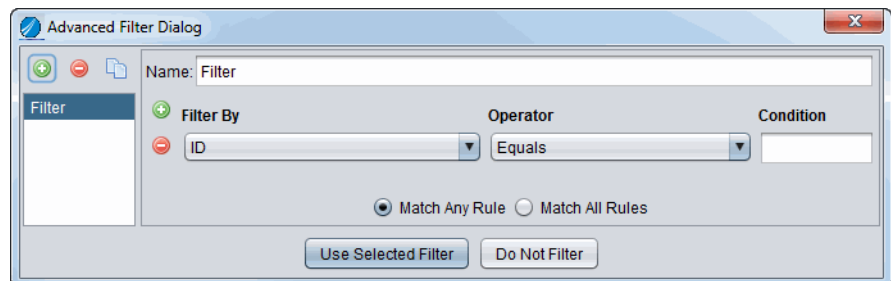 Advanced Filter Dialog
Name: Filter
Filter
Filter By Operator Condition
ID Equals
Match Any Rule Match All Rules
Use Selected Filter Do Not Filter